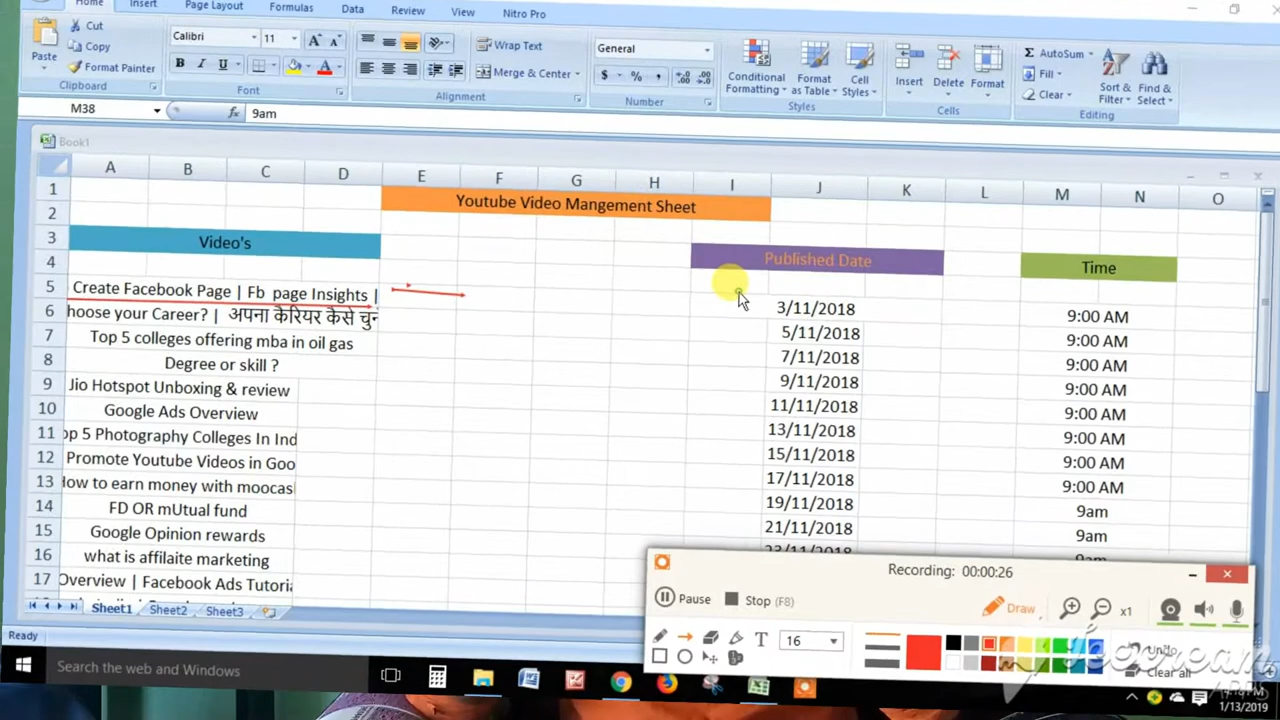 Home Insert Page Layout Formulas Data Review View Nitro Pro
Cut
Copy
Format Painter
Paste
Clipboard
Calibri 11
B I U
Font
Wrap Text
Merge & Center
Alignment
General
$ % ,
Number
Conditional Formatting
Format as Table
Cell Styles
Styles
Insert Delete Format
Cells
Σ AutoSum
Fill
Clear
Sort & Filter
Find & Select
Editing
M38 fx 9am
Book1
A B C D E F G H I J K L M N O
1 Youtube Video Mangement Sheet
2
3 Video's Published Date Time
4
5 Create Facebook Page | Fb page Insights | 3/11/2018 9:00 AM
6 hoose your Career? | अपना केरियर कैसे चुन 5/11/2018 9:00 AM
7 Top 5 colleges offering mba in oil gas 7/11/2018 9:00 AM
8 Degree or skill ? 9/11/2018 9:00 AM
9 Jio Hotspot Unboxing & review 11/11/2018 9:00 AM
10 Google Ads Overview 13/11/2018 9:00 AM
11 op 5 Photography Colleges In Ind 15/11/2018 9:00 AM
12 Promote Youtube Videos in Goo 17/11/2018 9:00 AM
13 How to earn money with moocas 19/11/2018 9am
14 FD OR mUtual fund 21/11/2018 9am
15 Google Opinion rewards 23/11/2018 9am
16 what is affilaite marketing
17 Overview | Facebook Ads Tutoria
Sheet1 Sheet2 Sheet3
Ready
Recording: 00:00:26
Pause Stop (F8) Draw x1
T 16 Undo
Clear all
Search the web and Windows
1/13/2019